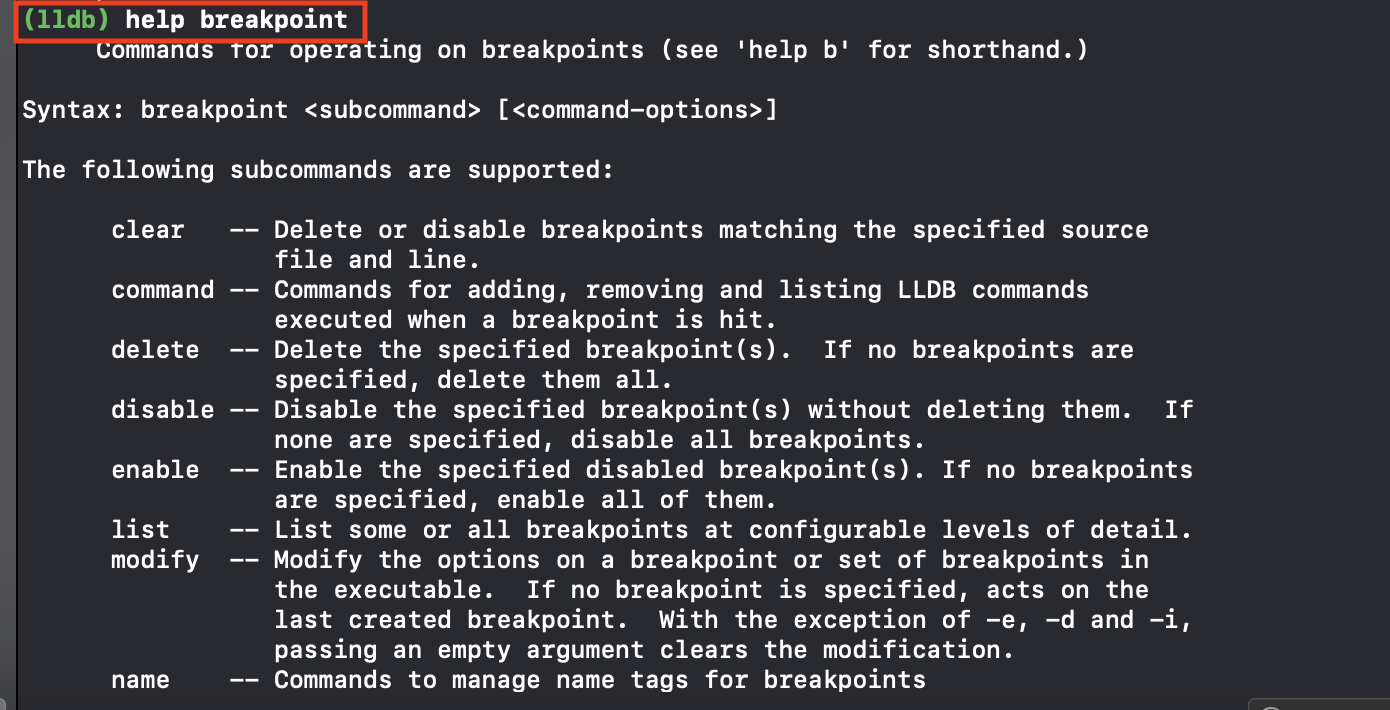 (lldb) help breakpoint
     Commands for operating on breakpoints (see 'help b' for shorthand.)
Syntax: breakpoint <subcommand> [<command-options>]
The following subcommands are supported:
      clear   -- Delete or disable breakpoints matching the specified source
                 file and line.
      command -- Commands for adding, removing and listing LLDB commands
                 executed when a breakpoint is hit.
      delete  -- Delete the specified breakpoint(s).  If no breakpoints are
                 specified, delete them all.
      disable -- Disable the specified breakpoint(s) without deleting them.  If
                 none are specified, disable all breakpoints.
      enable  -- Enable the specified disabled breakpoint(s). If no breakpoints
                 are specified, enable all of them.
      list    -- List some or all breakpoints at configurable levels of detail.
      modify  -- Modify the options on a breakpoint or set of breakpoints in
                 the executable.  If no breakpoint is specified, acts on the
                 last created breakpoint.  With the exception of -e, -d and -i,
                 passing an empty argument clears the modification.
      name    -- Commands to manage name tags for breakpoints